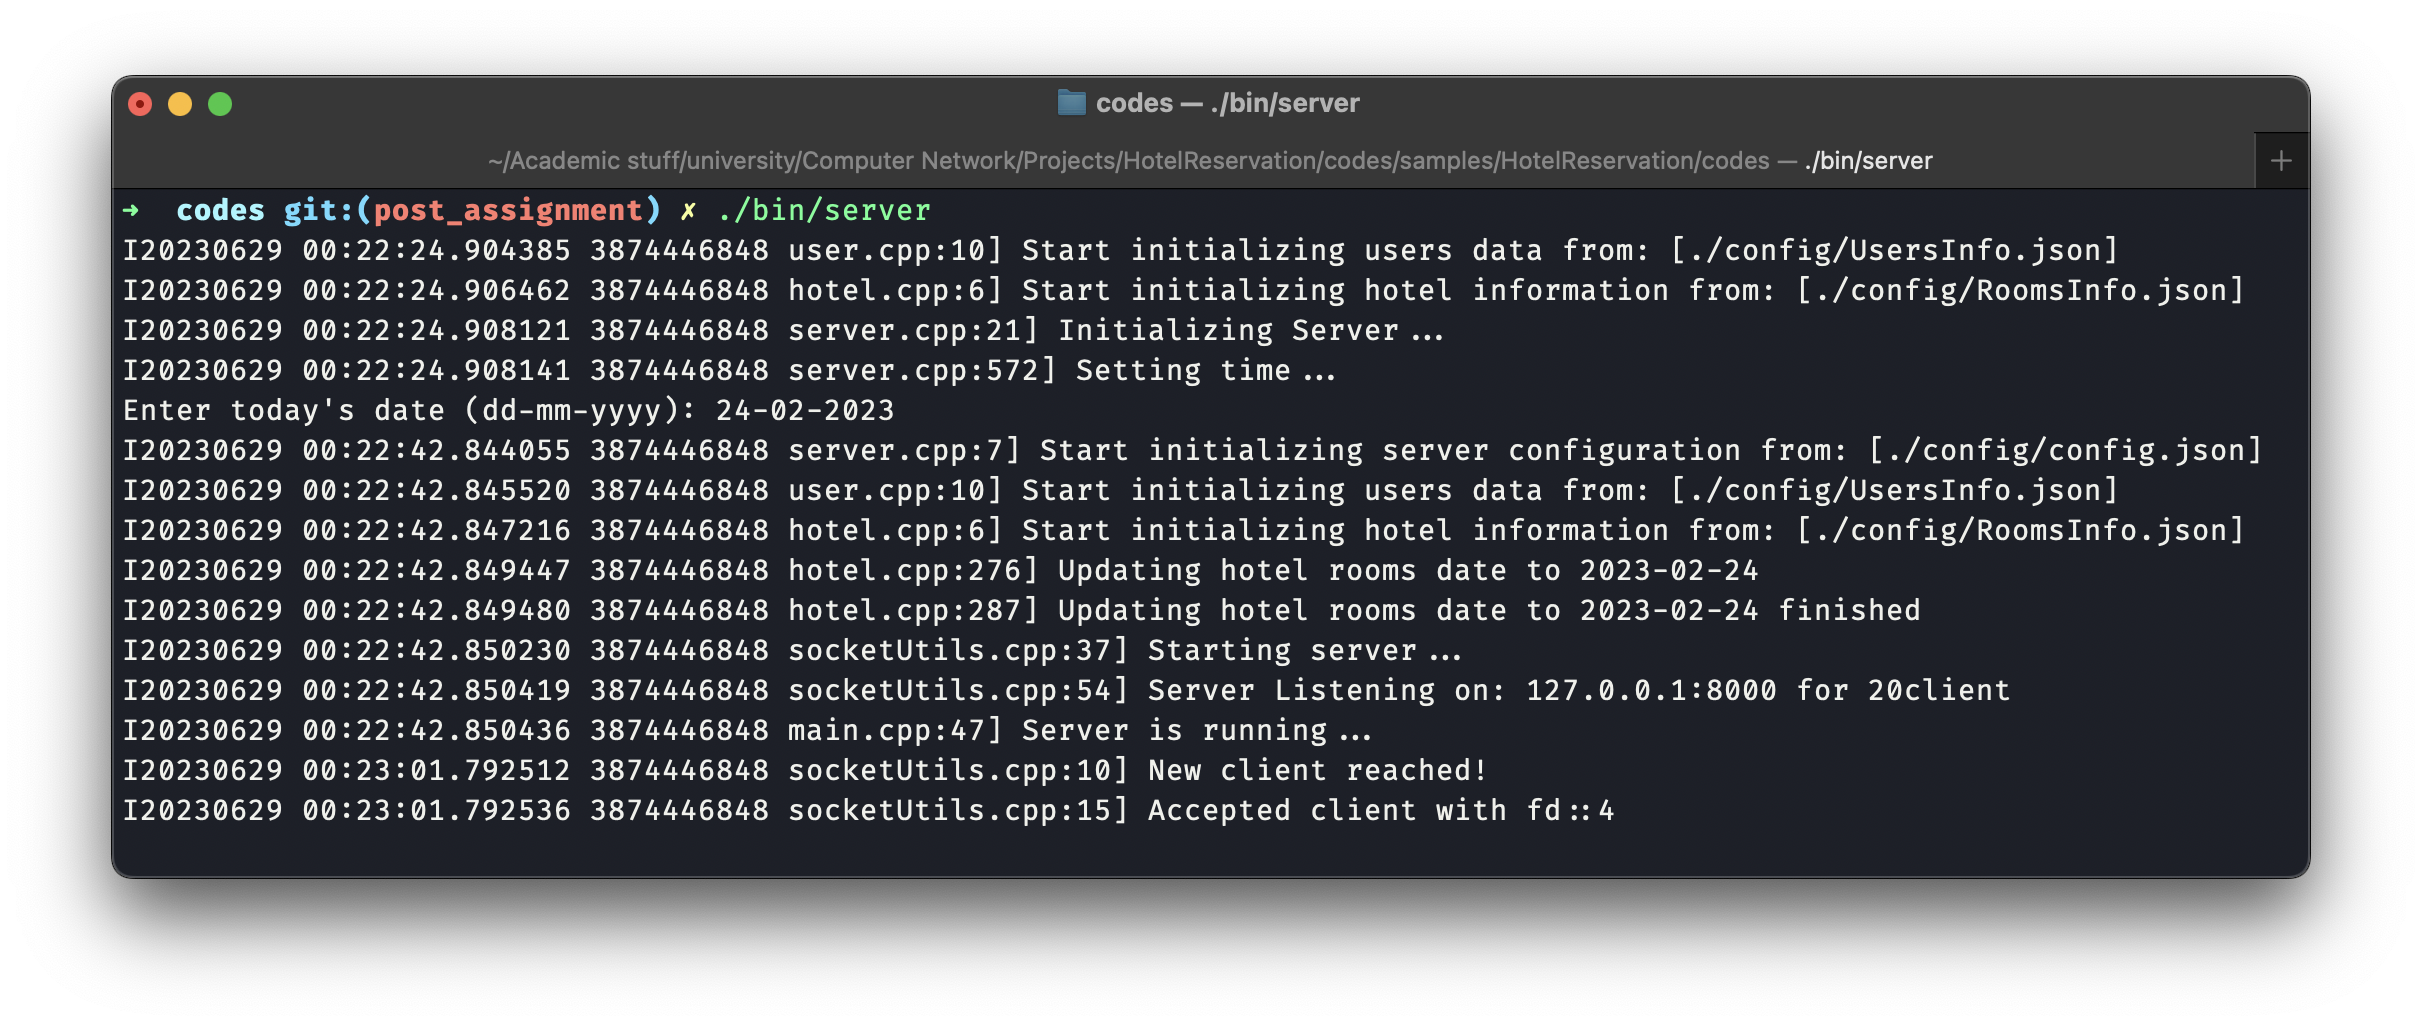 codes — ./bin/server
~/Academic stuff/university/Computer Network/Projects/HotelReservation/codes/samples/HotelReservation/codes — ./bin/server
➜  codes git:(post_assignment) ✗ ./bin/server
I20230629 00:22:24.904385 3874446848 user.cpp:10] Start initializing users data from: [./config/UsersInfo.json]
I20230629 00:22:24.906462 3874446848 hotel.cpp:6] Start initializing hotel information from: [./config/RoomsInfo.json]
I20230629 00:22:24.908121 3874446848 server.cpp:21] Initializing Server...
I20230629 00:22:24.908141 3874446848 server.cpp:572] Setting time...
Enter today's date (dd-mm-yyyy): 24-02-2023
I20230629 00:22:42.844055 3874446848 server.cpp:7] Start initializing server configuration from: [./config/config.json]
I20230629 00:22:42.845520 3874446848 user.cpp:10] Start initializing users data from: [./config/UsersInfo.json]
I20230629 00:22:42.847216 3874446848 hotel.cpp:6] Start initializing hotel information from: [./config/RoomsInfo.json]
I20230629 00:22:42.849447 3874446848 hotel.cpp:276] Updating hotel rooms date to 2023-02-24
I20230629 00:22:42.849480 3874446848 hotel.cpp:287] Updating hotel rooms date to 2023-02-24 finished
I20230629 00:22:42.850230 3874446848 socketUtils.cpp:37] Starting server...
I20230629 00:22:42.850419 3874446848 socketUtils.cpp:54] Server Listening on: 127.0.0.1:8000 for 20client
I20230629 00:22:42.850436 3874446848 main.cpp:47] Server is running...
I20230629 00:23:01.792512 3874446848 socketUtils.cpp:10] New client reached!
I20230629 00:23:01.792536 3874446848 socketUtils.cpp:15] Accepted client with fd::4